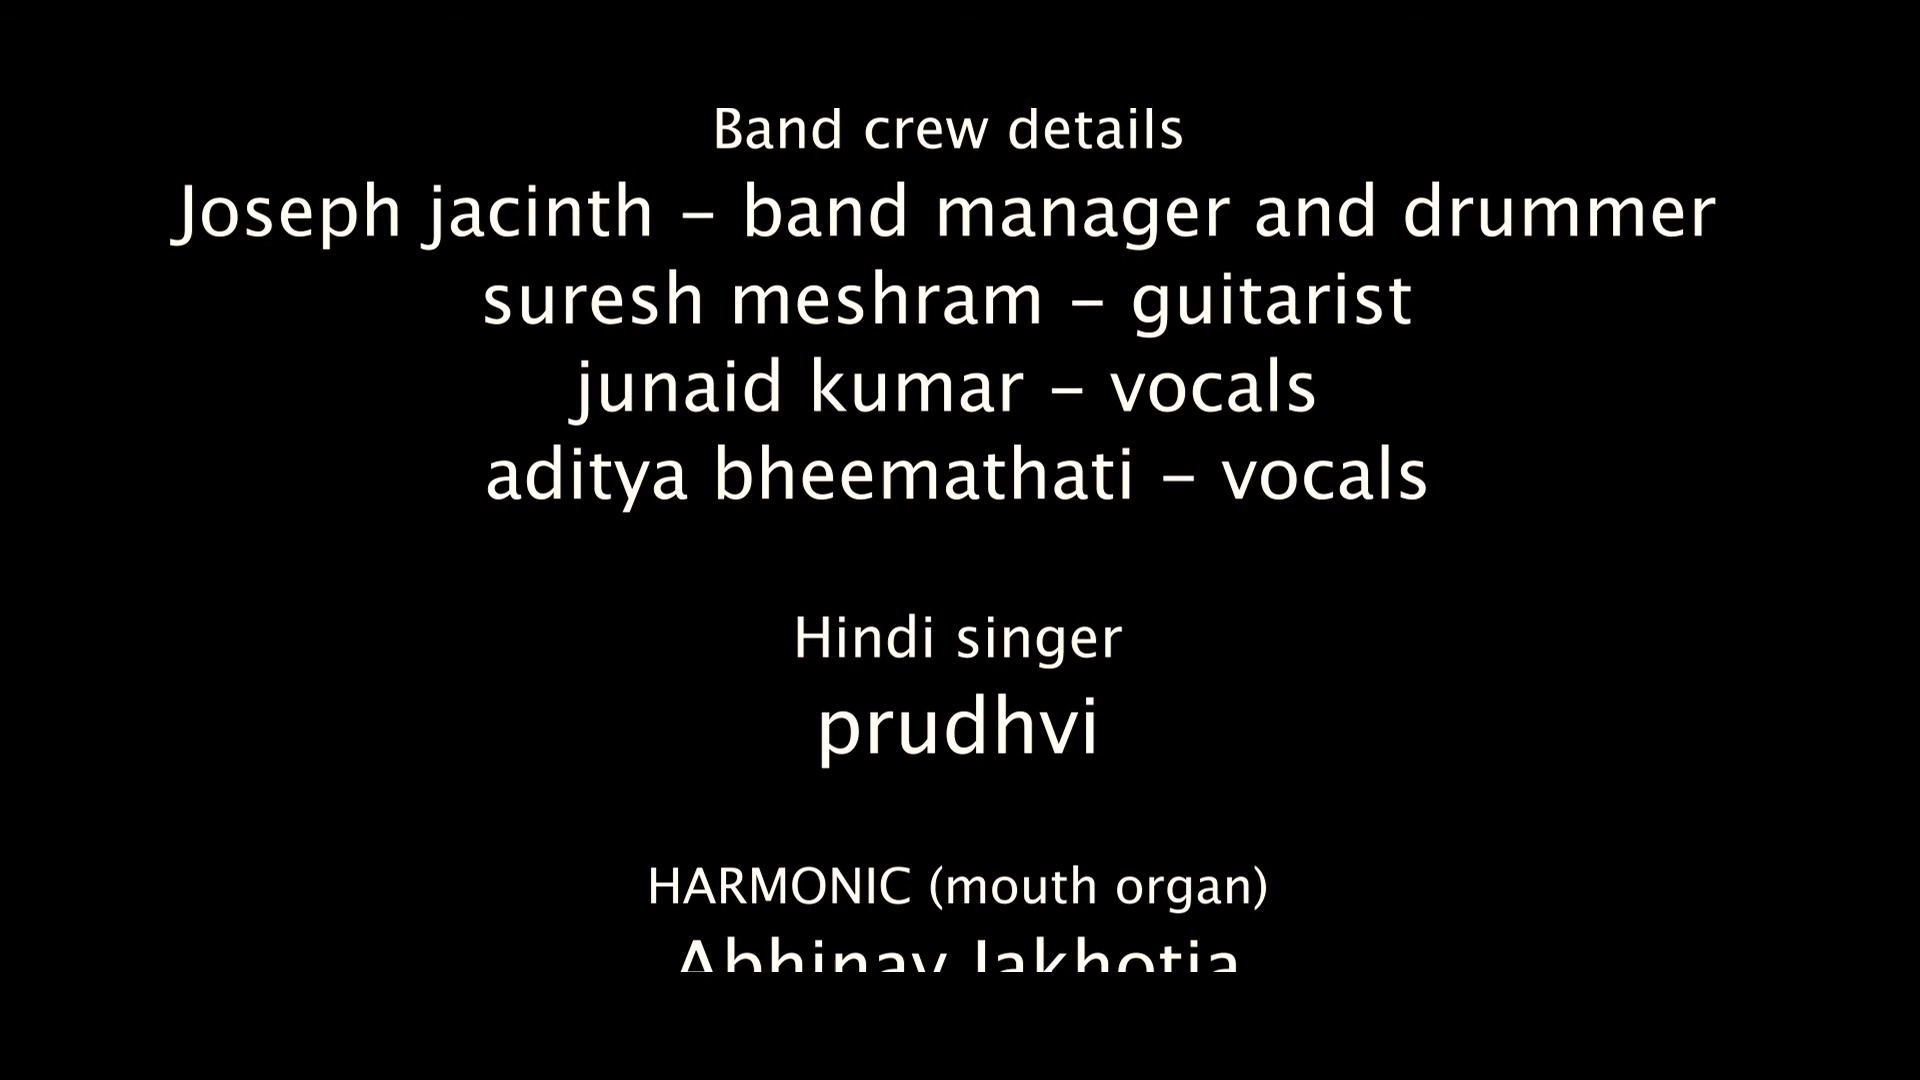 Band crew details
Joseph jacinth - band manager and drummer
suresh meshram - guitarist
junaid kumar - vocals
aditya bheemathati - vocals
Hindi singer
prudhvi
HARMONIC (mouth organ)
Abhinav